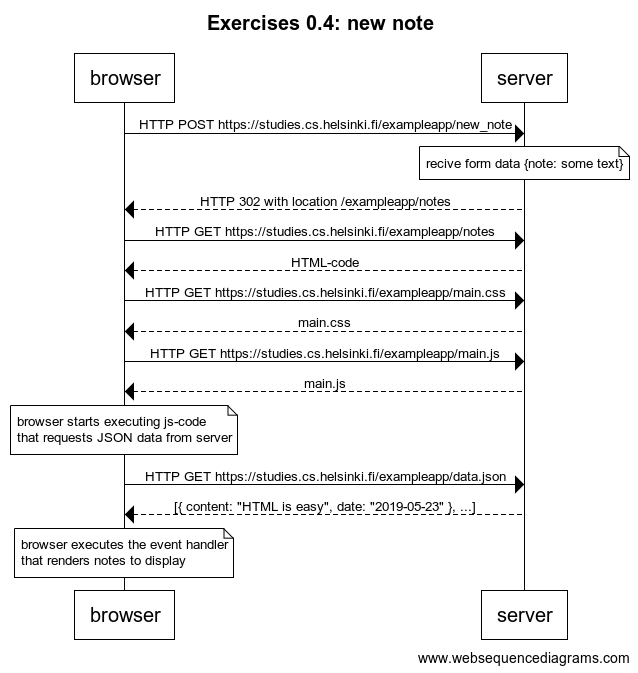 Exercises 0.4: new note
browser
server
HTTP POST https://studies.cs.helsinki.fi/exampleapp/new_note
recive form data {note: some text}
HTTP 302 with location /exampleapp/notes
HTTP GET https://studies.cs.helsinki.fi/exampleapp/notes
HTML-code
HTTP GET https://studies.cs.helsinki.fi/exampleapp/main.css
main.css
HTTP GET https://studies.cs.helsinki.fi/exampleapp/main.js
main.js
browser starts executing js-code
that requests JSON data from server
HTTP GET https://studies.cs.helsinki.fi/exampleapp/data.json
[{ content: "HTML is easy", date: "2019-05-23" }, ...]
browser executes the event handler
that renders notes to display
browser
server
www.websequencediagrams.com